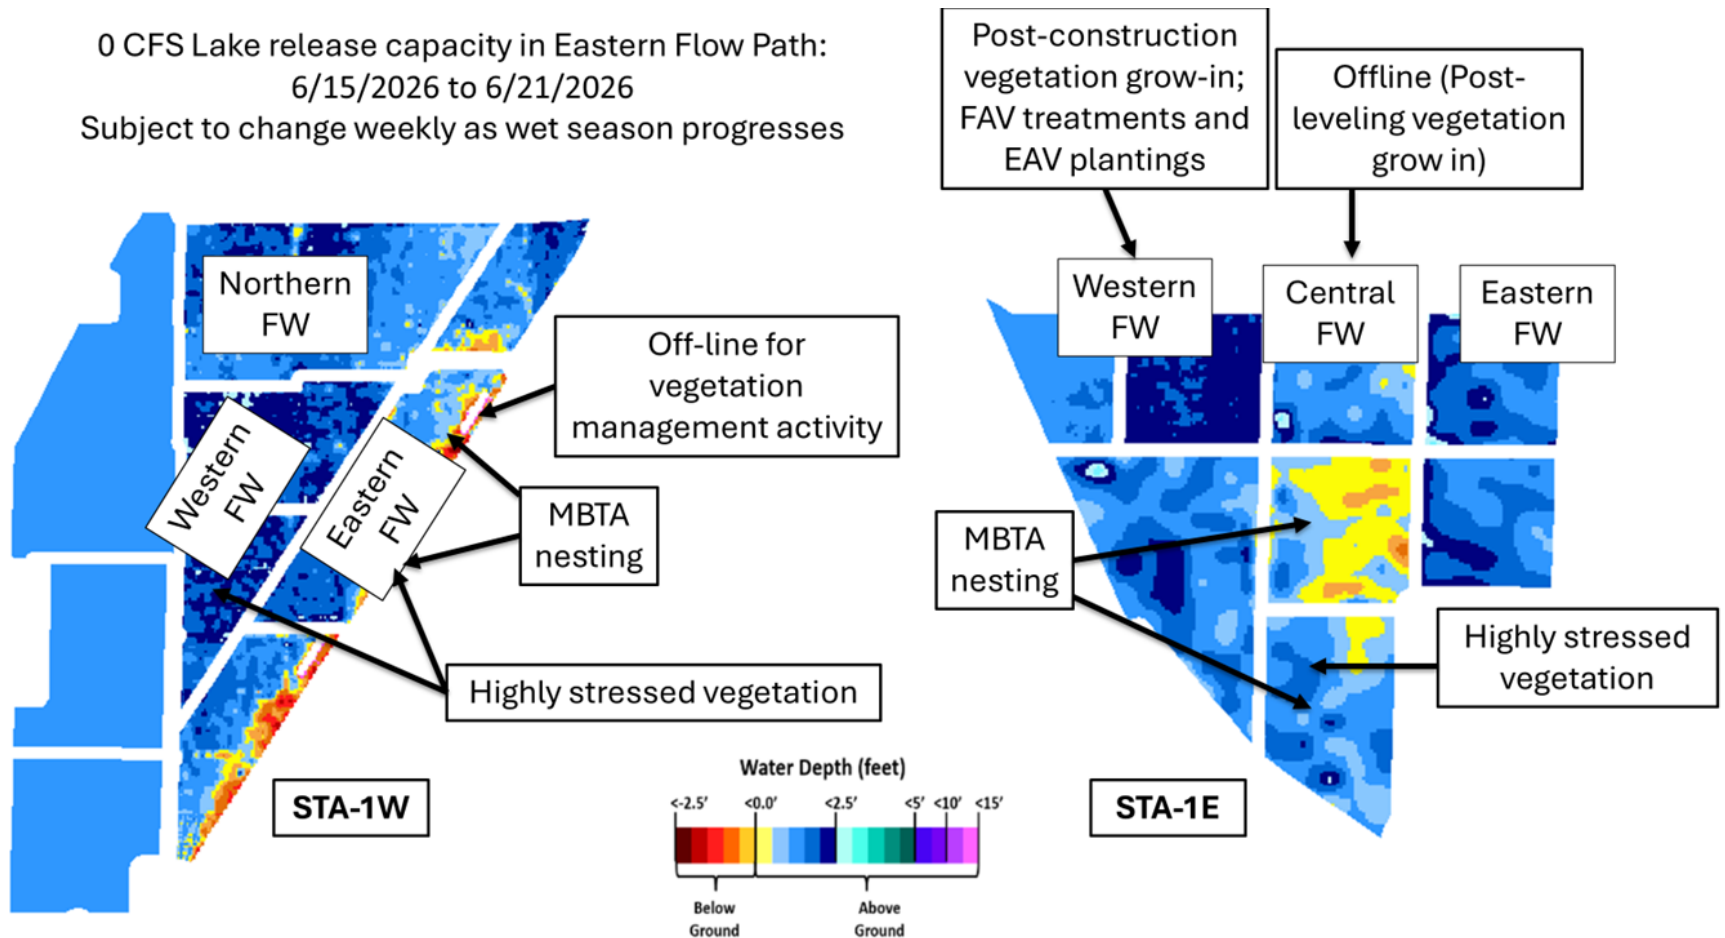 0 CFS Lake release capacity in Eastern Flow Path:
6/15/2026 to 6/21/2026
Subject to change weekly as wet season progresses
Post-construction
vegetation grow-in;
FAV treatments and
EAV plantings
Offline (Post-
leveling vegetation
grow in)
Northern
FW
Western
FW
Eastern
FW
Off-line for
vegetation
management activity
MBTA
nesting
Highly stressed vegetation
STA-1W
Western
FW
Central
FW
Eastern
FW
MBTA
nesting
Highly stressed
vegetation
STA-1E
Water Depth (feet)
<-2.5' <0.0' <2.5' <5' <10' <15'
Below
Ground
Above
Ground